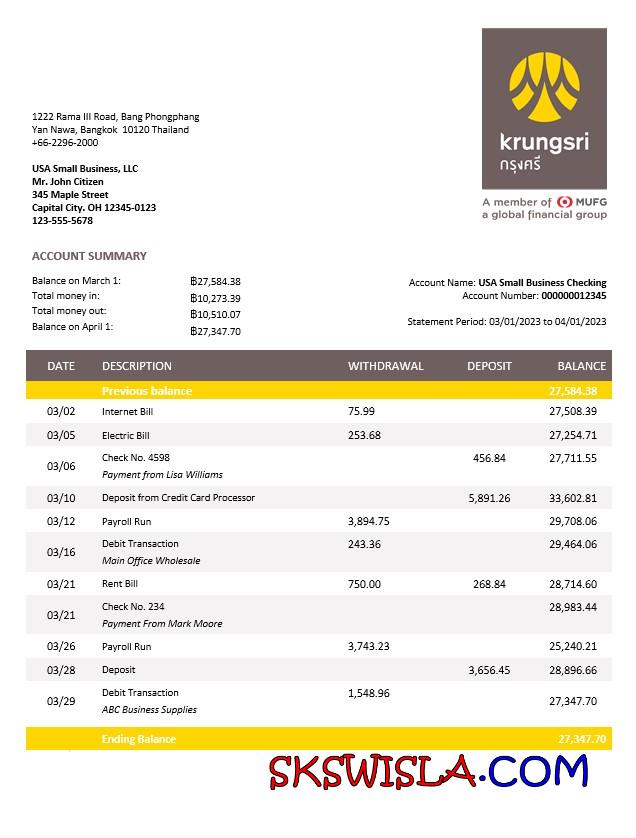 krungsri
กรุงศรี
A member of MUFG
a global financial group
1222 Rama III Road, Bang Phongphang
Yan Nawa, Bangkok 10120 Thailand
+66-2296-2000
USA Small Business, LLC
Mr. John Citizen
345 Maple Street
Capital City. OH 12345-0123
123-555-5678
ACCOUNT SUMMARY
Balance on March 1: ฿27,584.38
Total money in: ฿10,273.39
Total money out: ฿10,510.07
Balance on April 1: ฿27,347.70
Account Name: USA Small Business Checking
Account Number: 000000012345
Statement Period: 03/01/2023 to 04/01/2023
DATE DESCRIPTION WITHDRAWAL DEPOSIT BALANCE
Previous balance 27,584.38
03/02 Internet Bill 75.99 27,508.39
03/05 Electric Bill 253.68 27,254.71
03/06 Check No. 4598 456.84 27,711.55
Payment from Lisa Williams
03/10 Deposit from Credit Card Processor 5,891.26 33,602.81
03/12 Payroll Run 3,894.75 29,708.06
03/16 Debit Transaction 243.36 29,464.06
Main Office Wholesale
03/21 Rent Bill 750.00 268.84 28,714.60
03/21 Check No. 234 28,983.44
Payment From Mark Moore
03/26 Payroll Run 3,743.23 25,240.21
03/28 Deposit 3,656.45 28,896.66
03/29 Debit Transaction 1,548.96 27,347.70
ABC Business Supplies
Ending Balance 27,347.70
SKSWISLA.COM